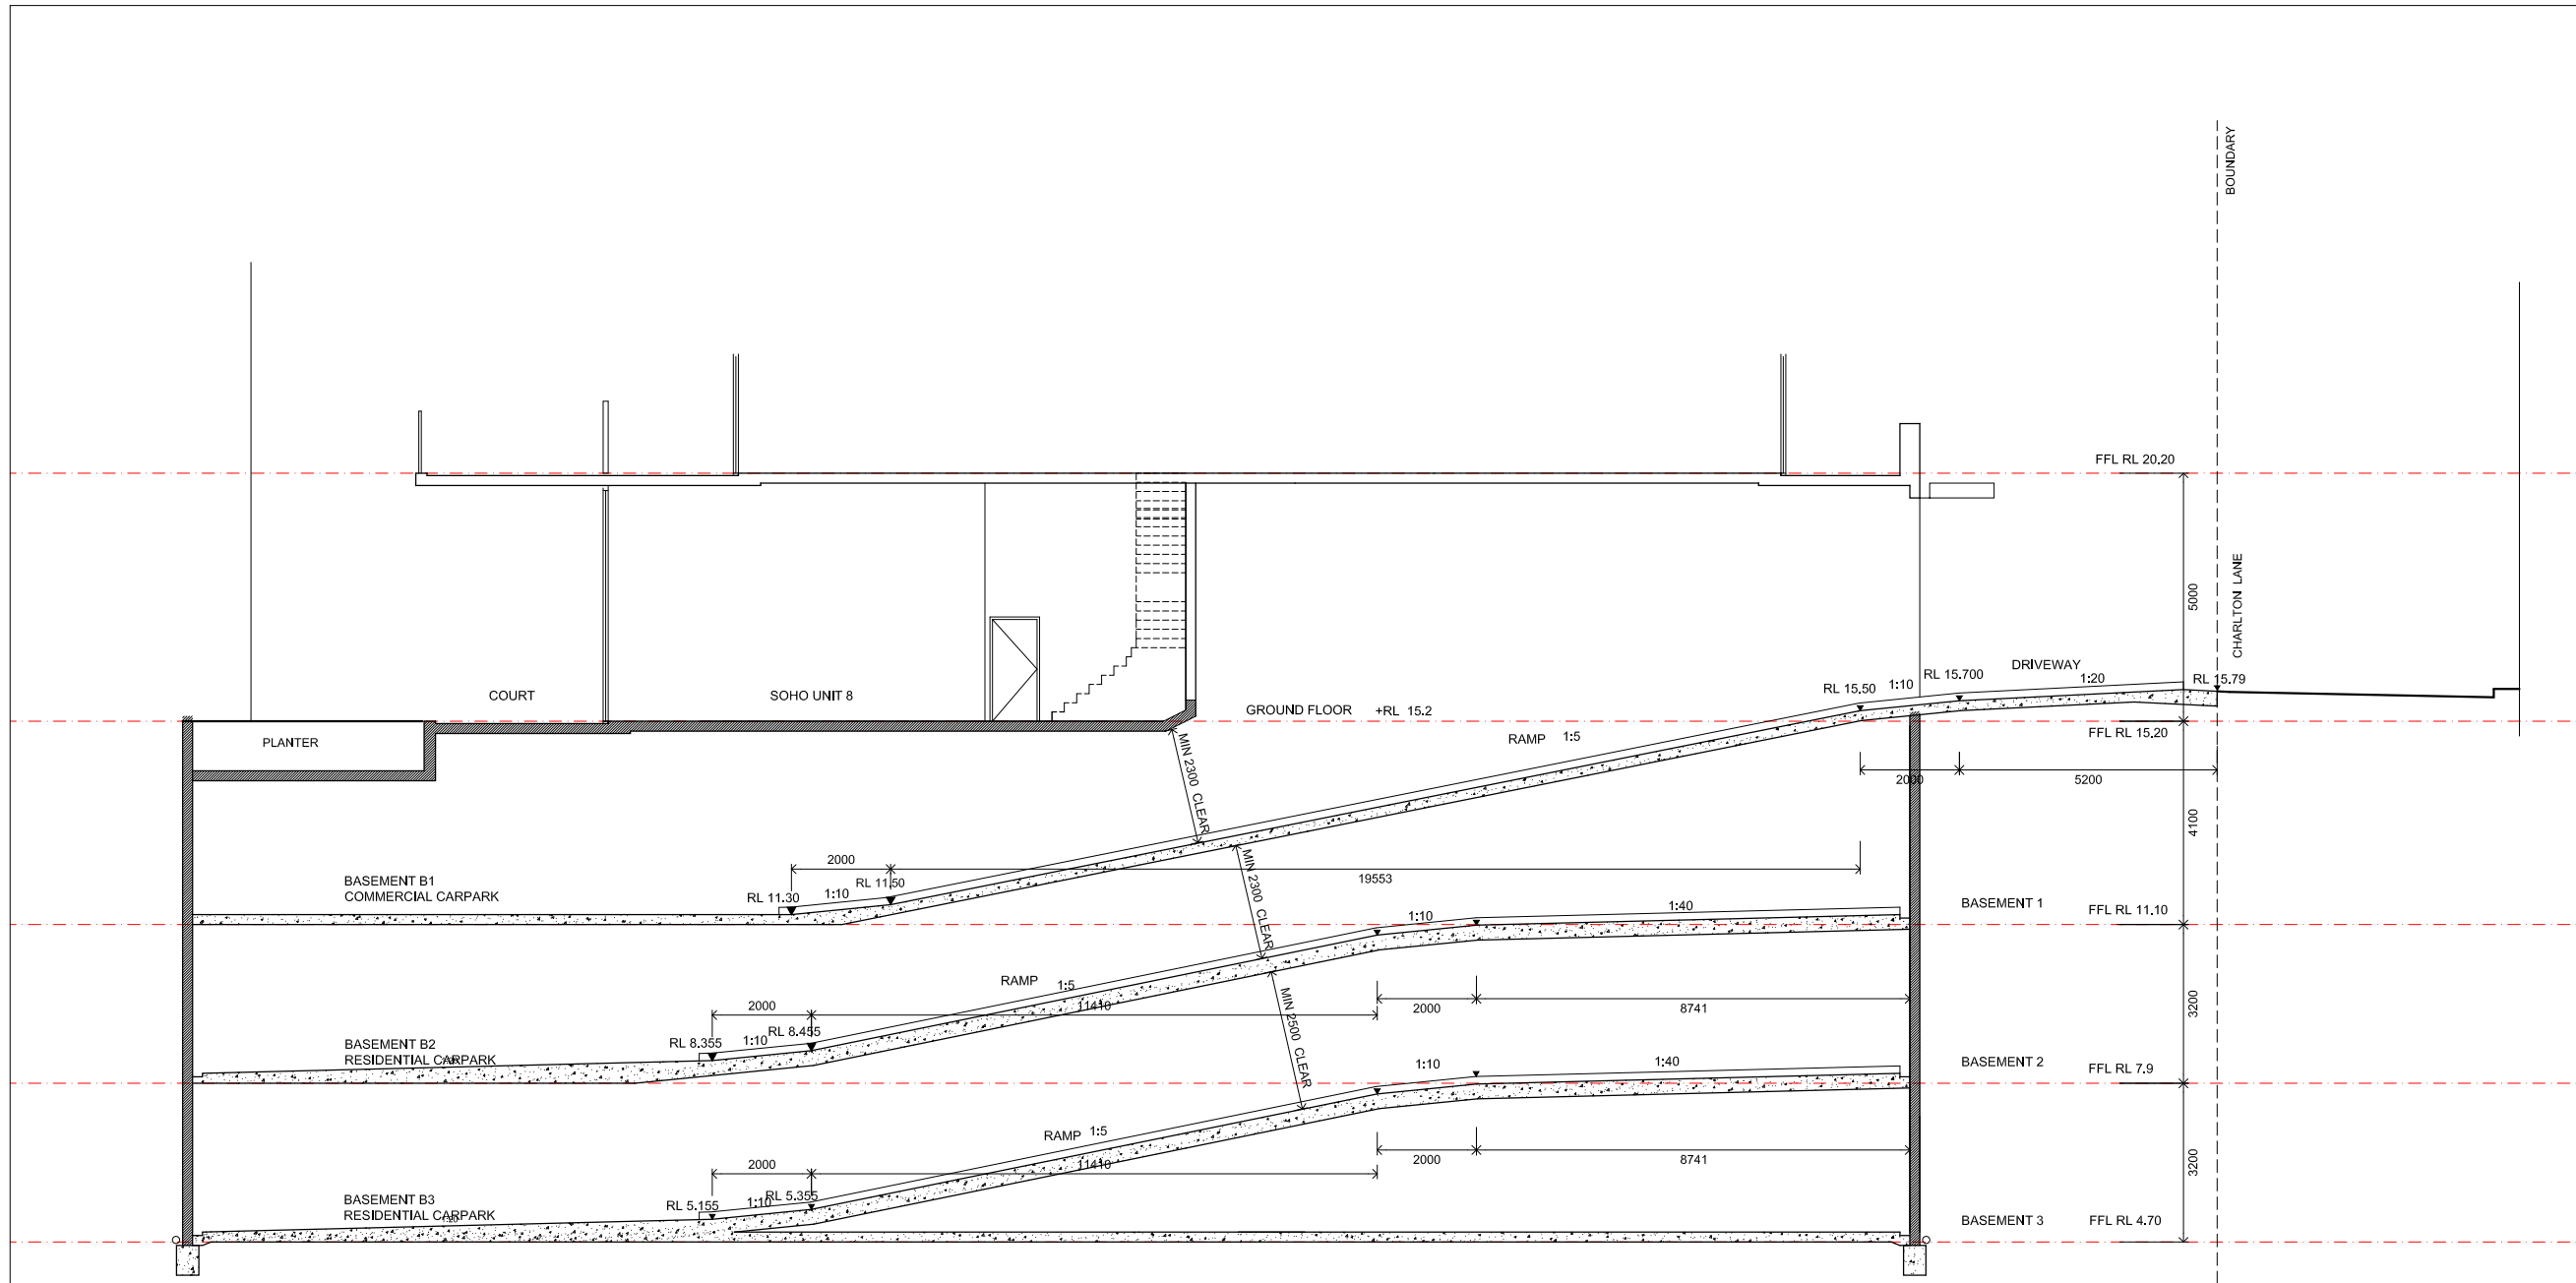 BOUNDARY
FFL RL 20.20
5000
CHARLTON LANE
DRIVEWAY
RL 15.700
1:10
1:20
RL 15.79
RL 15.50
COURT
SOHO UNIT 8
GROUND FLOOR +RL 15.2
PLANTER
RAMP 1:5
FFL RL 15.20
MIN 2300 CLEAR
2000
5200
4100
2000
19553
BASEMENT B1
COMMERCIAL CARPARK
RL 11.30
1:10
RL 11.50
MIN 2300 CLEAR
1:10
1:40
BASEMENT 1
FFL RL 11.10
RAMP 1:5
2000
11410
2000
8741
3200
MIN 2500 CLEAR
BASEMENT B2
RESIDENTIAL CARPARK
RL 8.355
1:10
RL 8.455
1:10
1:40
BASEMENT 2
FFL RL 7.9
RAMP 1:5
2000
11410
2000
8741
3200
BASEMENT B3
RESIDENTIAL CARPARK
1:20
RL 5.155
1:10
RL 5.355
BASEMENT 3
FFL RL 4.70